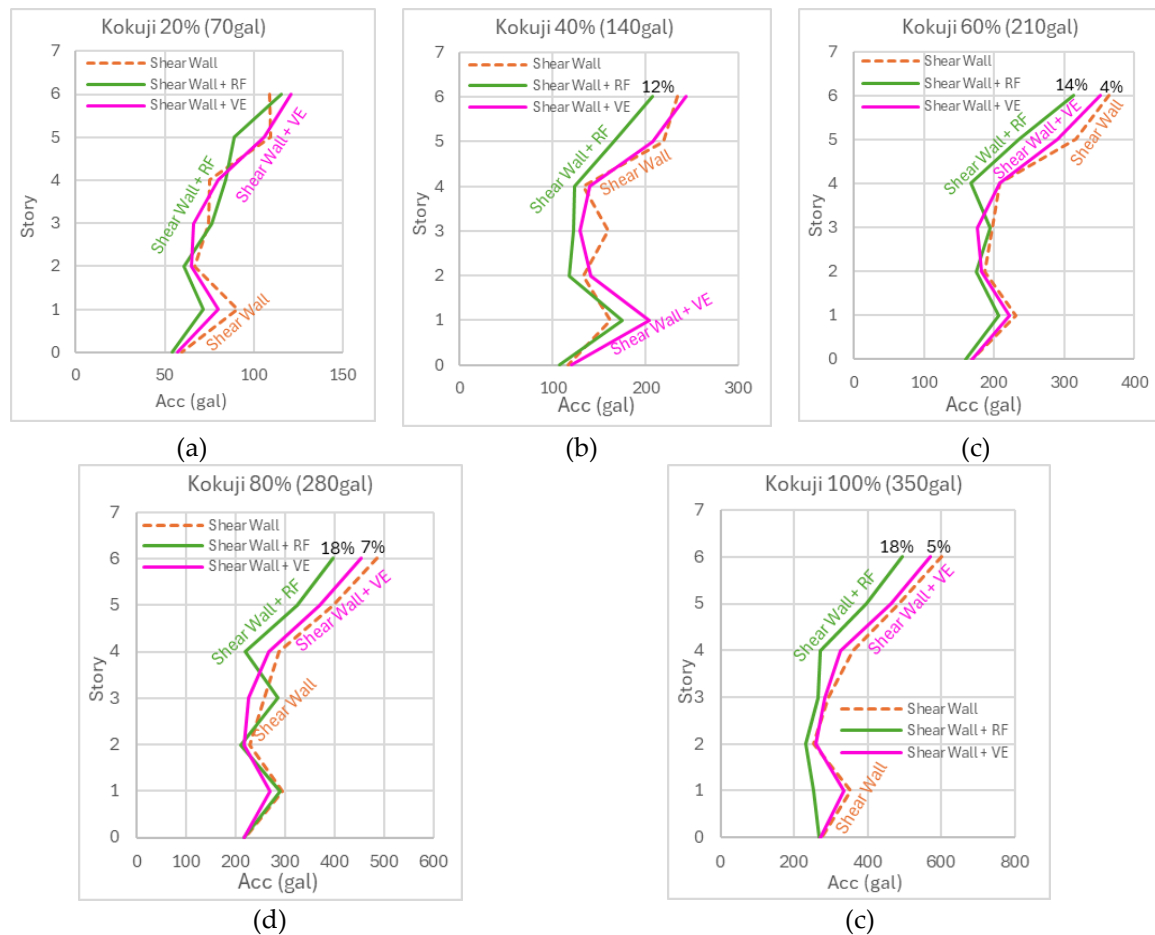 Kokuji 20% (70gal)
7
6
5
4
3
2
1
0
Story
Shear Wall
Shear Wall + RF
Shear Wall + VE
Shear Wall + RF
Shear Wall + VE
Shear Wall
0 50 100 150
Acc (gal)
(a)
Kokuji 40% (140gal)
7
6
5
4
3
2
1
0
Story
Shear Wall
Shear Wall + RF
Shear Wall + VE
12%
Shear Wall + RF
Shear Wall
Shear Wall + VE
0 100 200 300
Acc (gal)
(b)
Kokuji 60% (210gal)
7
6
5
4
3
2
1
0
Story
Shear Wall
Shear Wall + RF
Shear Wall + VE
14% 4%
Shear Wall + RF
Shear Wall + VE
Shear Wall
0 100 200 300 400
Acc (gal)
(c)
Kokuji 80% (280gal)
7
6
5
4
3
2
1
0
Story
Shear Wall
Shear Wall + RF
Shear Wall + VE
18% 7%
Shear Wall + RF
Shear Wall + VE
Shear Wall
0 100 200 300 400 500 600
Acc (gal)
(d)
Kokuji 100% (350gal)
7
6
5
4
3
2
1
0
Story
18% 5%
Shear Wall + RF
Shear Wall + VE
Shear Wall
Shear Wall + RF
Shear Wall + VE
Shear Wall
0 200 400 600 800
Acc (gal)
(c)